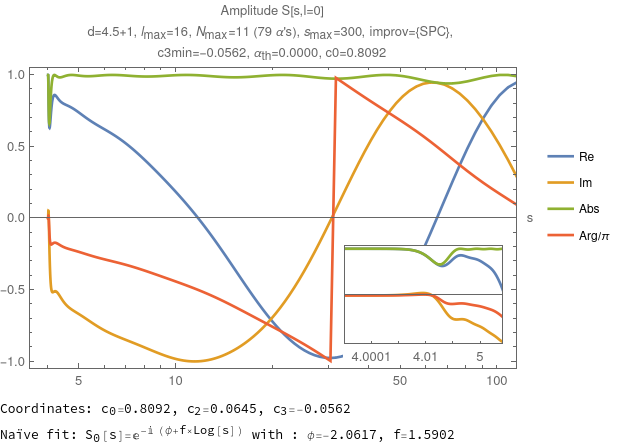 Amplitude S[s,l=0]
d=4.5+1, lmax=16, Nmax=11 (79 α's), smax=300, improv={SPC},
c3min=−0.0562, αth=0.0000, c0=0.8092
1.0
0.5
0.0
−0.5
−1.0
5
10
50
100
s
4.0001
4.01
5
Re
Im
Abs
Arg/π
Coordinates: c0=0.8092, c2=0.0645, c3=−0.0562
Naïve fit: S0[s]=e^-i (ϕ+f×Log[s]) with : ϕ=−2.0617, f=1.5902